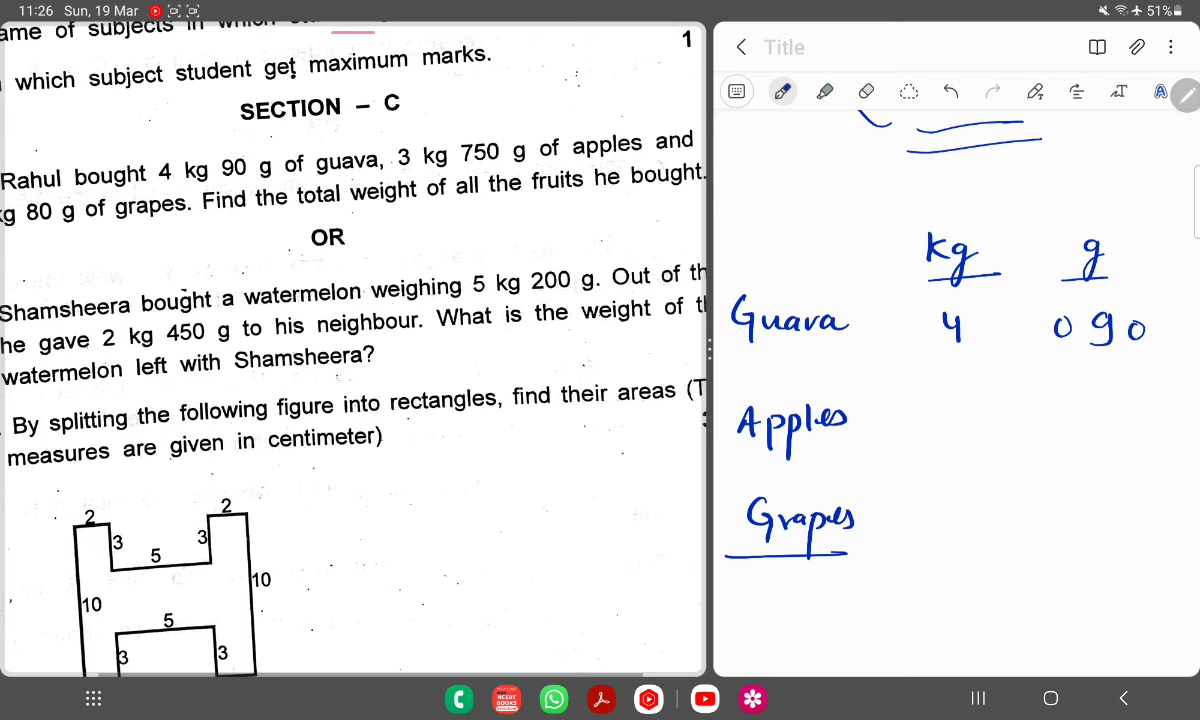 11:26 Sun, 19 Mar
51%
ame of subjects in which
1
which subject student get maximum marks.
SECTION – C
Rahul bought 4 kg 90 g of guava, 3 kg 750 g of apples and
kg 80 g of grapes. Find the total weight of all the fruits he bought.
OR
Shamsheera bought a watermelon weighing 5 kg 200 g. Out of th
he gave 2 kg 450 g to his neighbour. What is the weight of t
watermelon left with Shamsheera?
By splitting the following figure into rectangles, find their areas (T
measures are given in centimeter)
2 2
3 3
5
10 10
5
3 3
Title
kg g
Guava 4 090
Apples
Grapes
NCERT
BOOKS